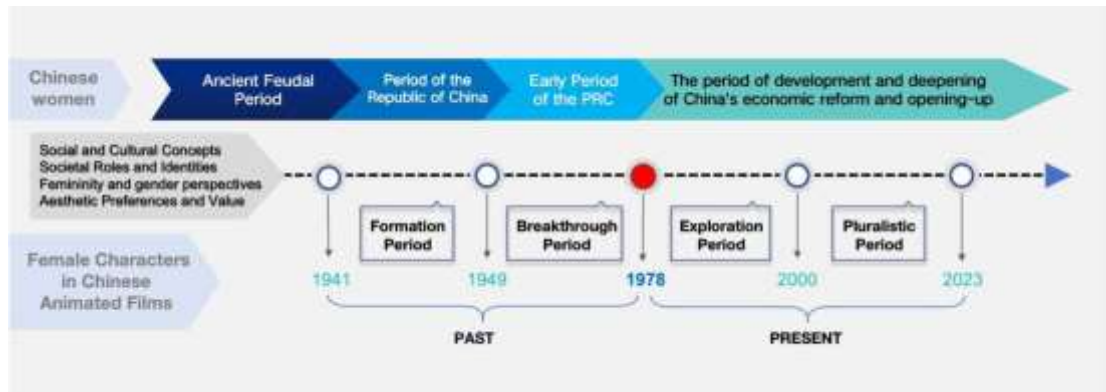 Chinese
women
Ancient Feudal
Period
Period of the
Republic of China
Early Period
of the PRC
The period of development and deepening
of China's economic reform and opening-up
Social and Cultural Concepts
Societal Roles and Identities
Femininity and gender perspectives
Aesthetic Preferences and Value
Formation
Period
Breakthrough
Period
Exploration
Period
Pluralistic
Period
Female Characters
in Chinese
Animated Films
1941
1949
1978
2000
2023
PAST
PRESENT